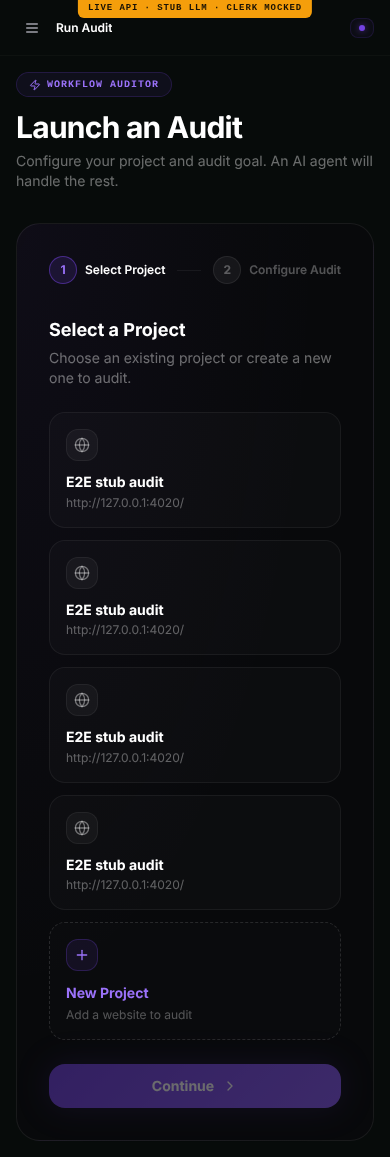 LIVE API · STUB LLM · CLERK MOCKED
Run Audit
WORKFLOW AUDITOR
Launch an Audit
Configure your project and audit goal. An AI agent will
handle the rest.
1 Select Project 2 Configure Audit
Select a Project
Choose an existing project or create a new
one to audit.
E2E stub audit
http://127.0.0.1:4020/
E2E stub audit
http://127.0.0.1:4020/
E2E stub audit
http://127.0.0.1:4020/
E2E stub audit
http://127.0.0.1:4020/
New Project
Add a website to audit
Continue